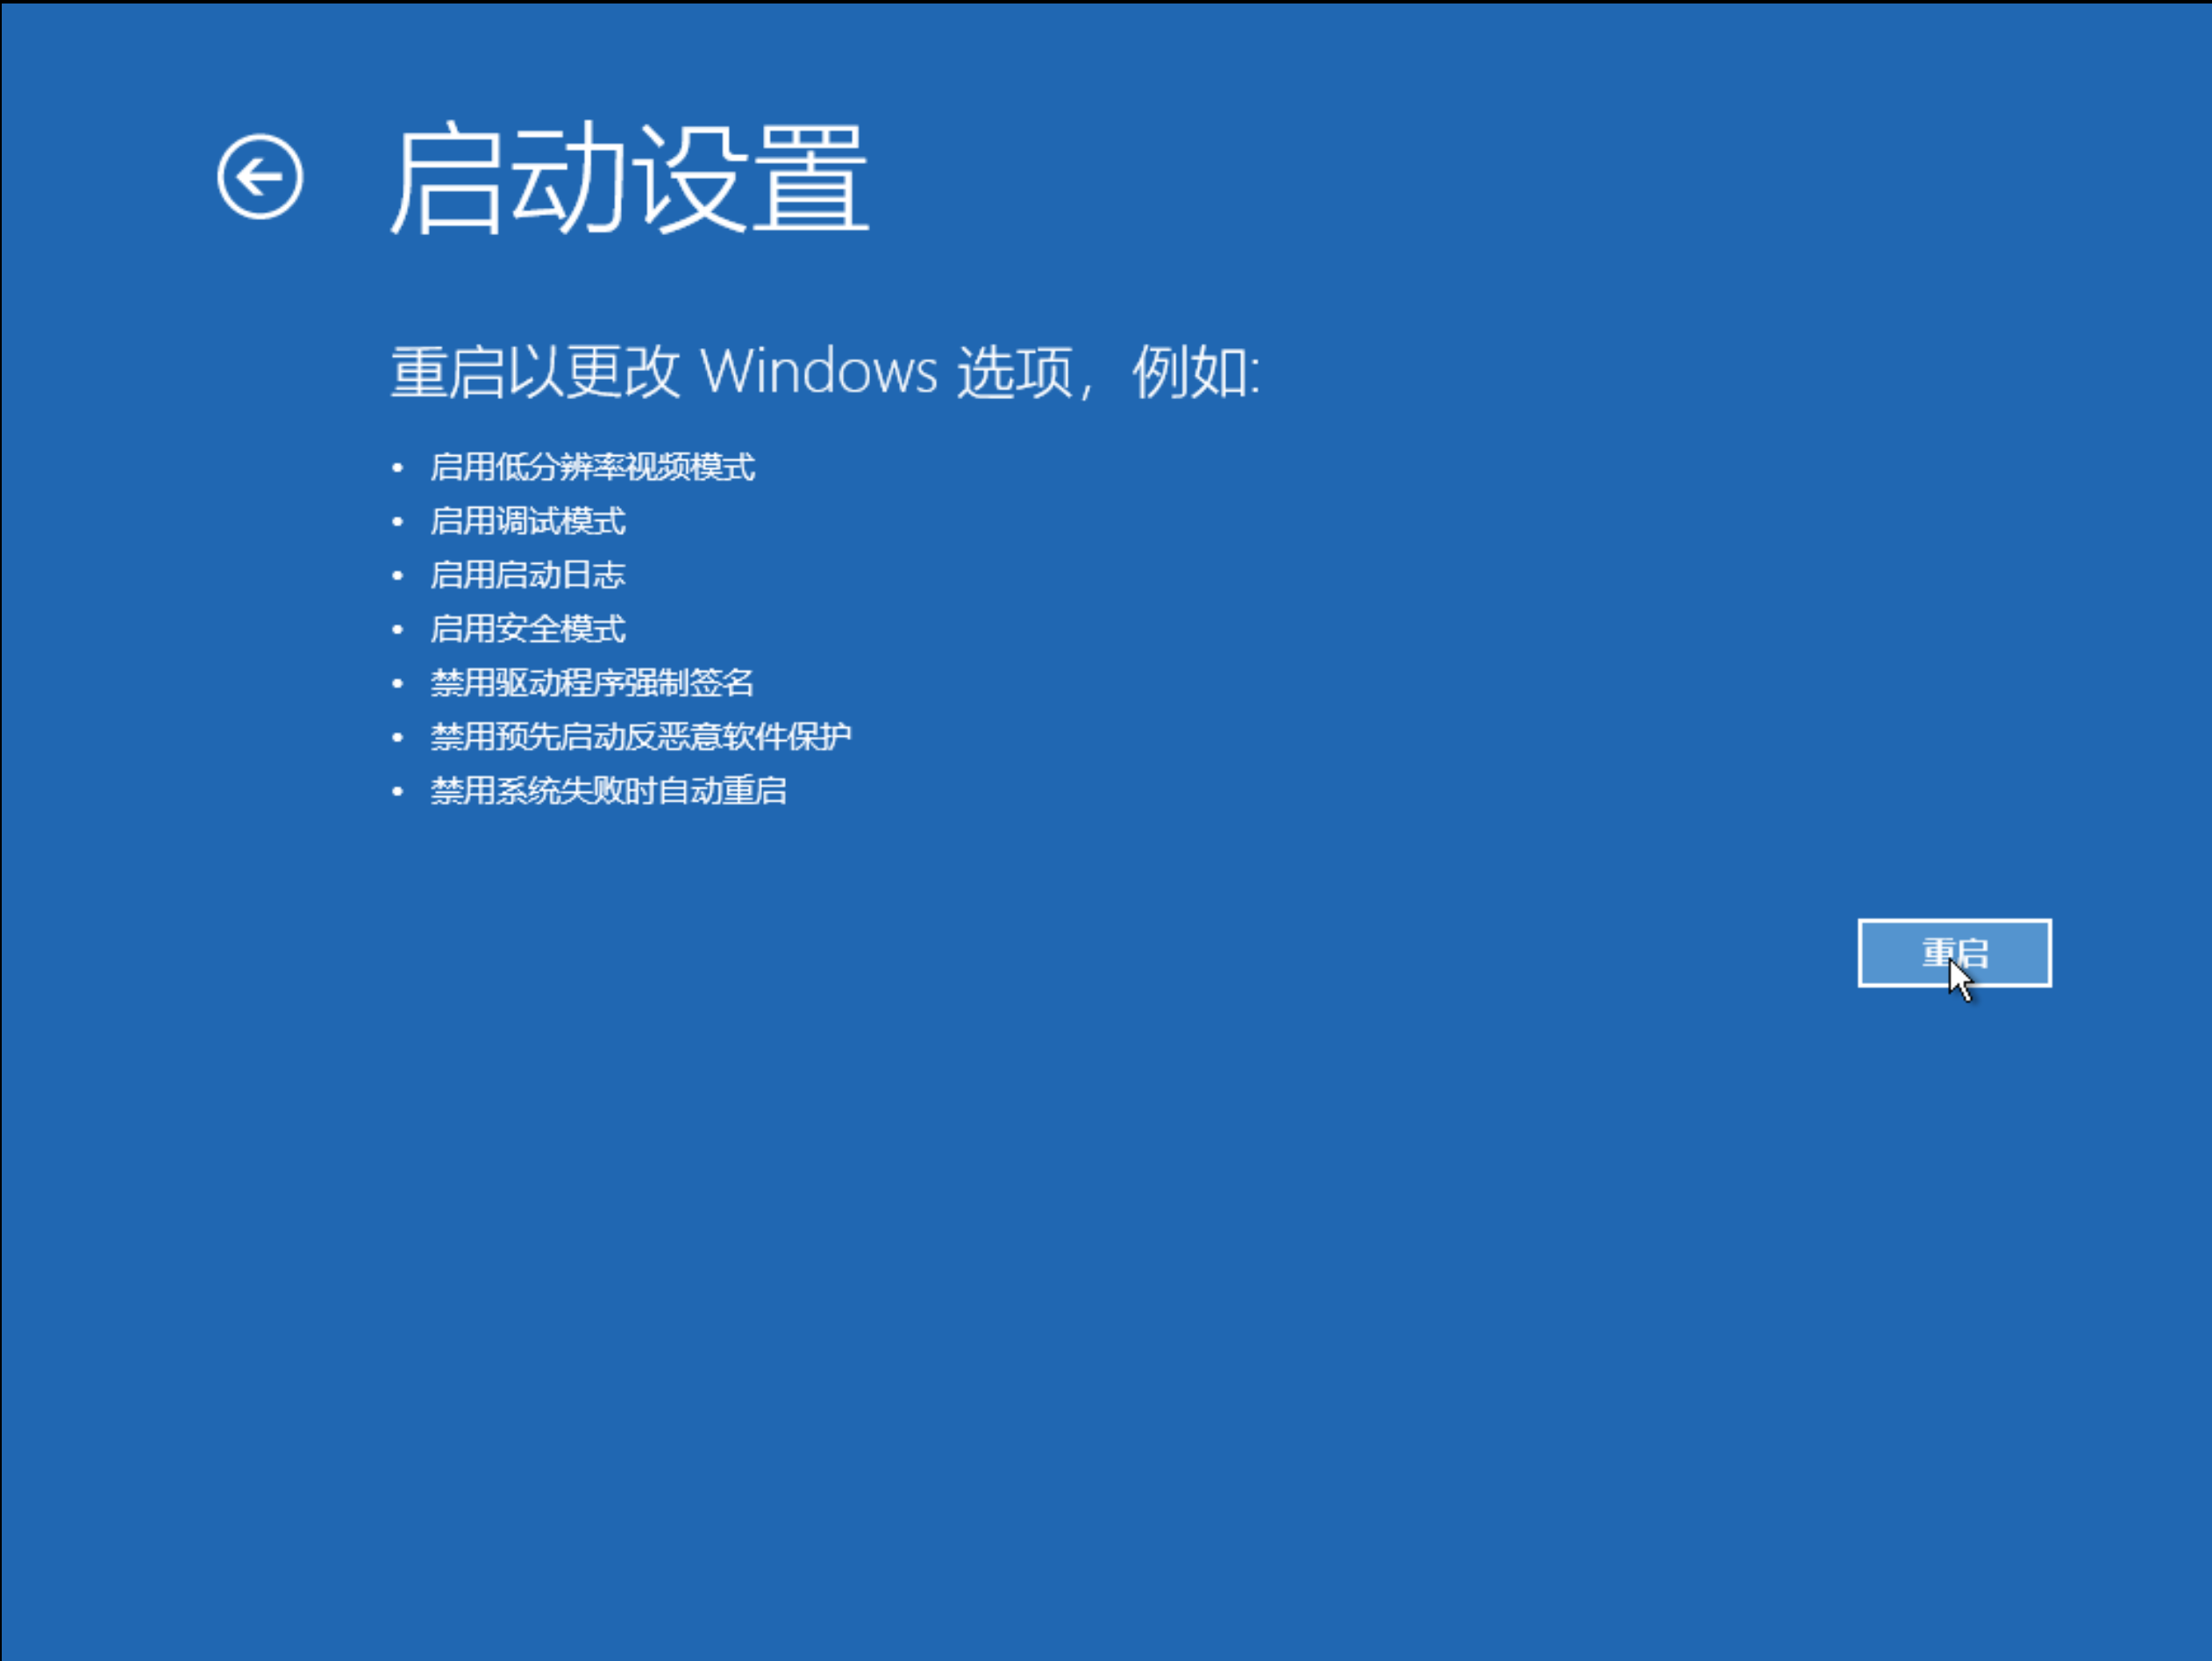 启动设置
重启以更改 Windows 选项，例如:
• 启用低分辨率视频模式
• 启用调试模式
• 启用启动日志
• 启用安全模式
• 禁用驱动程序强制签名
• 禁用预先启动反恶意软件保护
• 禁用系统失败时自动重启
重启